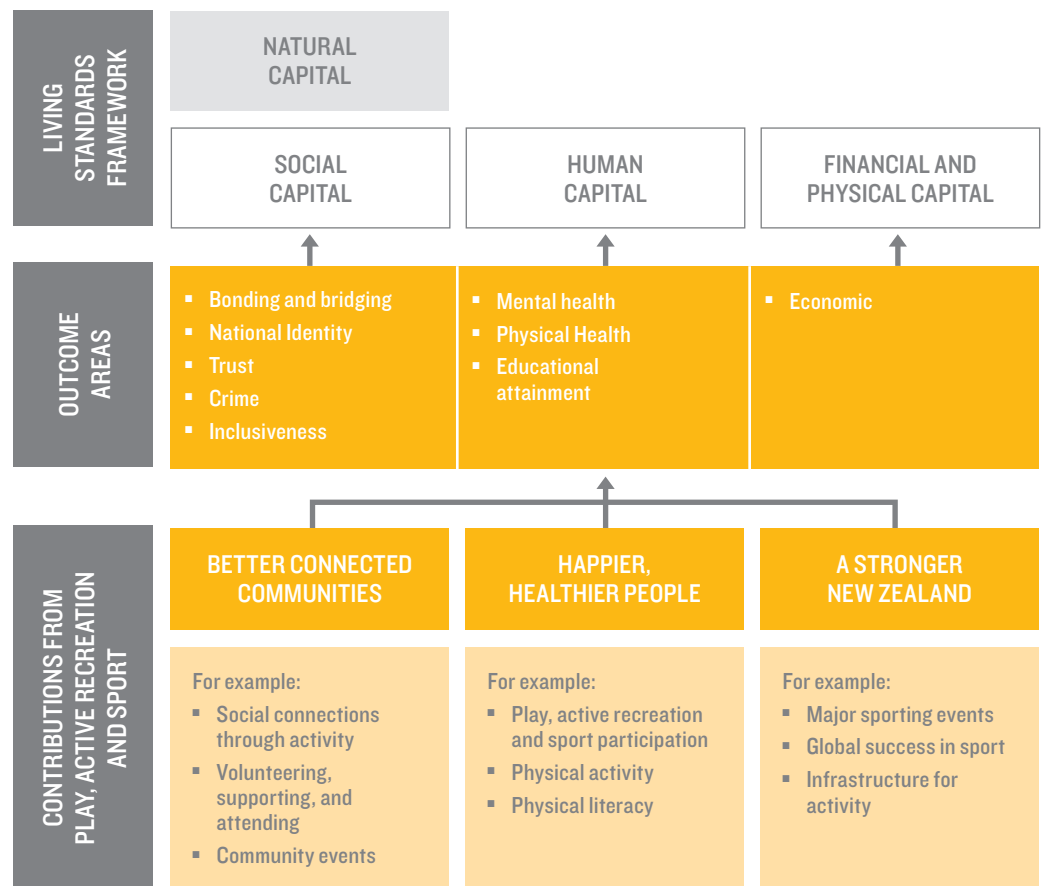 LIVING
STANDARDS
FRAMEWORK
NATURAL
CAPITAL
SOCIAL
CAPITAL
HUMAN
CAPITAL
FINANCIAL AND
PHYSICAL CAPITAL
OUTCOME
AREAS
▪ Bonding and bridging
▪ National Identity
▪ Trust
▪ Crime
▪ Inclusiveness
▪ Mental health
▪ Physical Health
▪ Educational
attainment
▪ Economic
CONTRIBUTIONS FROM
PLAY, ACTIVE RECREATION
AND SPORT
BETTER CONNECTED
COMMUNITIES
HAPPIER,
HEALTHIER PEOPLE
A STRONGER
NEW ZEALAND
For example:
▪ Social connections
through activity
▪ Volunteering,
supporting, and
attending
▪ Community events
For example:
▪ Play, active recreation
and sport participation
▪ Physical activity
▪ Physical literacy
For example:
▪ Major sporting events
▪ Global success in sport
▪ Infrastructure for
activity